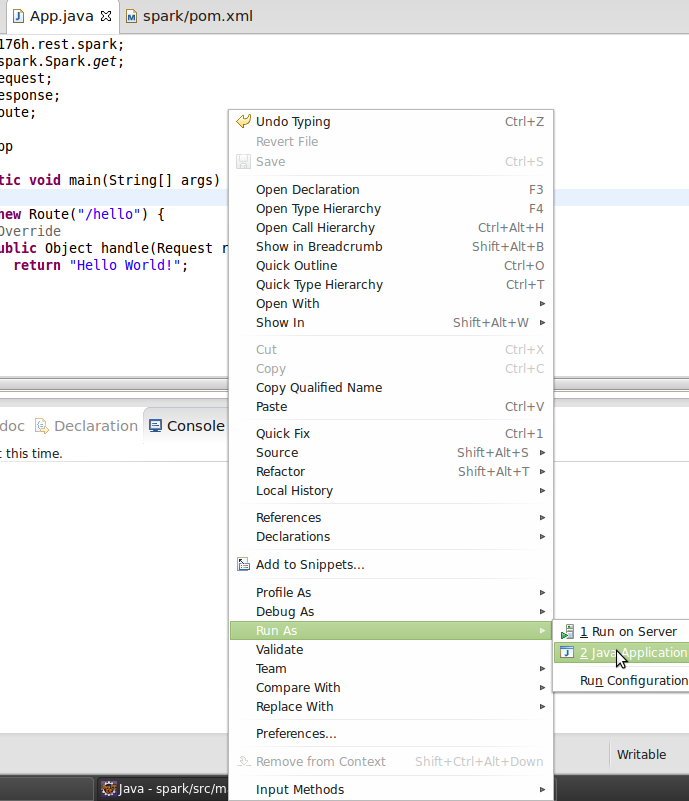 App.java spark/pom.xml
176h.rest.spark;
spark.Spark.get;
equest;
esponse;
oute;
pp
tic void main(String[] args)
new Route("/hello") {
Override
ublic Object handle(Request r
return "Hello World!";
doc Declaration Console
t this time.
Undo Typing Ctrl+Z
Revert File
Save Ctrl+S
Open Declaration F3
Open Type Hierarchy F4
Open Call Hierarchy Ctrl+Alt+H
Show in Breadcrumb Shift+Alt+B
Quick Outline Ctrl+O
Quick Type Hierarchy Ctrl+T
Open With
Show In Shift+Alt+W
Cut Ctrl+X
Copy Ctrl+C
Copy Qualified Name
Paste Ctrl+V
Quick Fix Ctrl+1
Source Shift+Alt+S
Refactor Shift+Alt+T
Local History
References
Declarations
Add to Snippets...
Profile As
Debug As
Run As
Validate
Team
Compare With
Replace With
Preferences...
Remove from Context Shift+Ctrl+Alt+Down
Input Methods
1 Run on Server
2 Java Application
Run Configuration
Writable
Java - spark/src/m